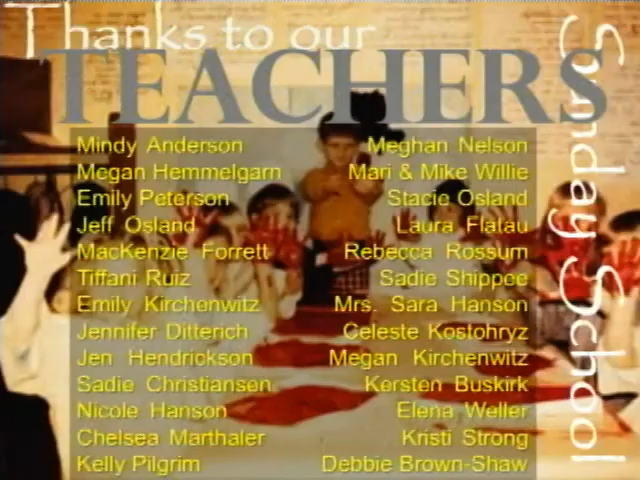 Thanks to our
TEACHERS
Sunday School
Mindy Anderson Meghan Nelson
Megan Hemmelgarn Mari & Mike Willie
Emily Peterson Stacie Osland
Jeff Osland Laura Flatau
MacKenzie Forrett Rebecca Rossum
Tiffani Ruiz Sadie Shippee
Emily Kirchenwitz Mrs. Sara Hanson
Jennifer Ditterich Celeste Kostohryz
Jen Hendrickson Megan Kirchenwitz
Sadie Christiansen Kersten Buskirk
Nicole Hanson Elena Weller
Chelsea Marthaler Kristi Strong
Kelly Pilgrim Debbie Brown-Shaw